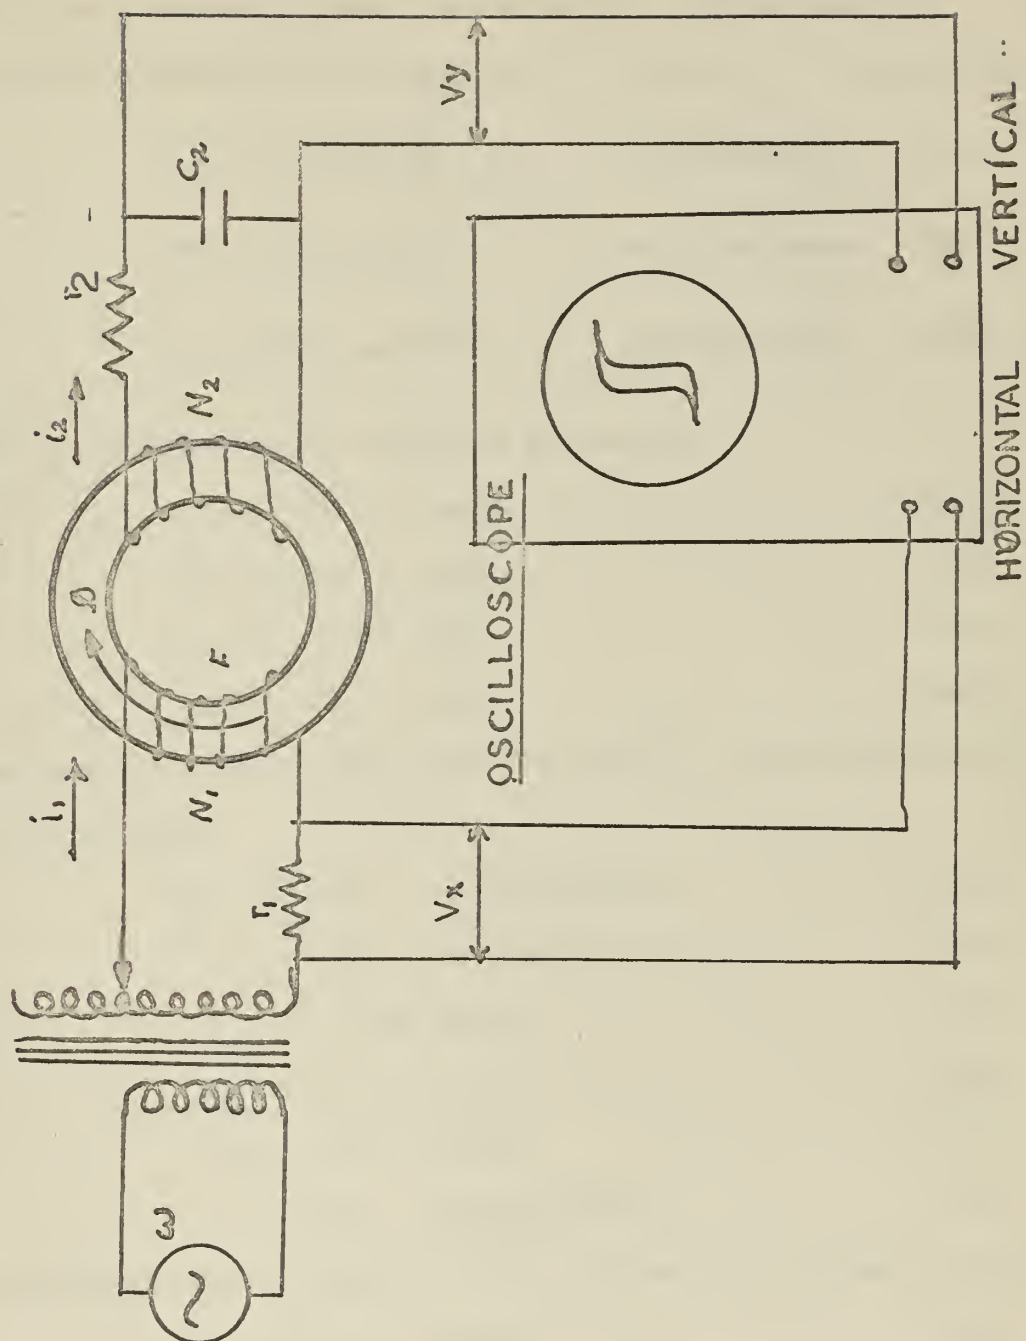 ω
i₁
N₁
r₁
Vx
i₂
N₂
r₂
C₂
Vy
OSCILLOSCOPE
HORIZONTAL VERTICAL